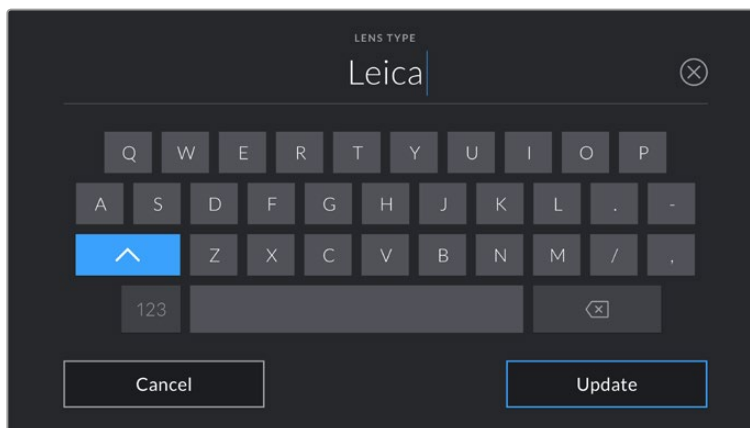 LENS TYPE
Leica
Q W E R T Y U I O P
A S D F G H J K L . -
Z X C V B N M / ,
123
Cancel Update